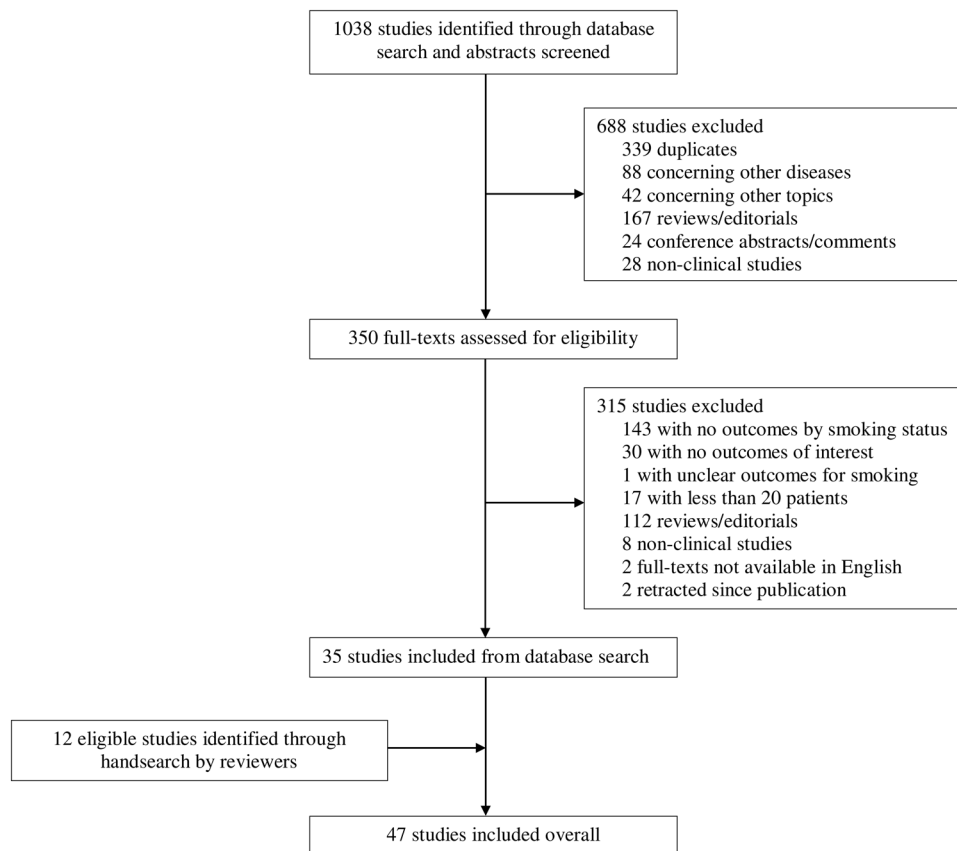 1038 studies identified through database
search and abstracts screened
688 studies excluded
339 duplicates
88 concerning other diseases
42 concerning other topics
167 reviews/editorials
24 conference abstracts/comments
28 non-clinical studies
350 full-texts assessed for eligibility
315 studies excluded
143 with no outcomes by smoking status
30 with no outcomes of interest
1 with unclear outcomes for smoking
17 with less than 20 patients
112 reviews/editorials
8 non-clinical studies
2 full-texts not available in English
2 retracted since publication
35 studies included from database search
12 eligible studies identified through
handsearch by reviewers
47 studies included overall